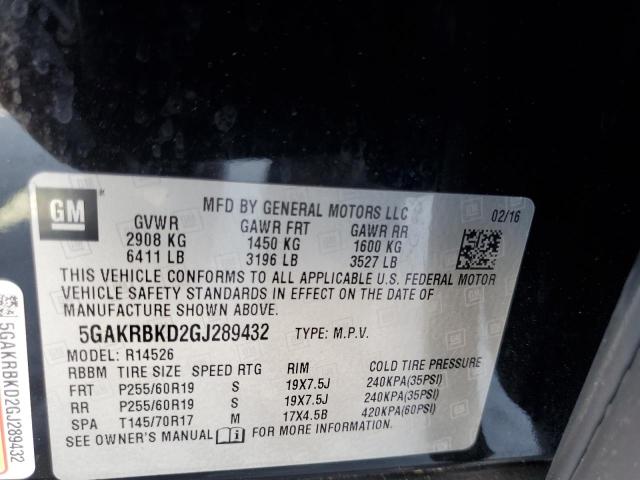 GM
MFD BY GENERAL MOTORS LLC 02/16
GVWR GAWR FRT GAWR RR
2908 KG 1450 KG 1600 KG
6411 LB 3196 LB 3527 LB
THIS VEHICLE CONFORMS TO ALL APPLICABLE U.S. FEDERAL MOTOR
VEHICLE SAFETY STANDARDS IN EFFECT ON THE DATE OF
MANUFACTURE SHOWN ABOVE.
5GAKRBKD2GJ289432 TYPE: M.P.V.
MODEL: R14526
RBBM TIRE SIZE SPEED RTG RIM COLD TIRE PRESSURE
FRT P255/60R19 S 19X7.5J 240KPA(35PSI)
RR P255/60R19 S 19X7.5J 240KPA(35PSI)
SPA T145/70R17 M 17X4.5B 420KPA(60PSI)
SEE OWNER'S MANUAL FOR MORE INFORMATION.
5GAKRBKD2GJ289432